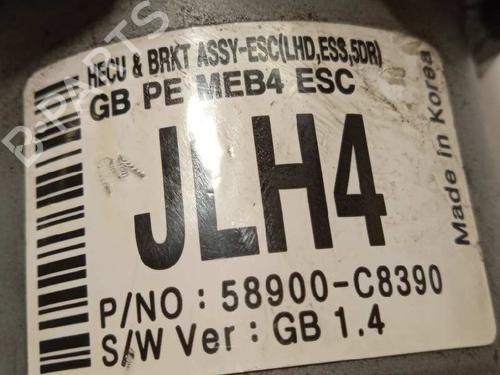 HECU & BRKT ASSY-ESC(LHD,ESS,5DR)
GB PE MEB4 ESC
JLH4
P/NO : 58900-C8390
S/W Ver : GB 1.4
Made in Korea
B-PARTS